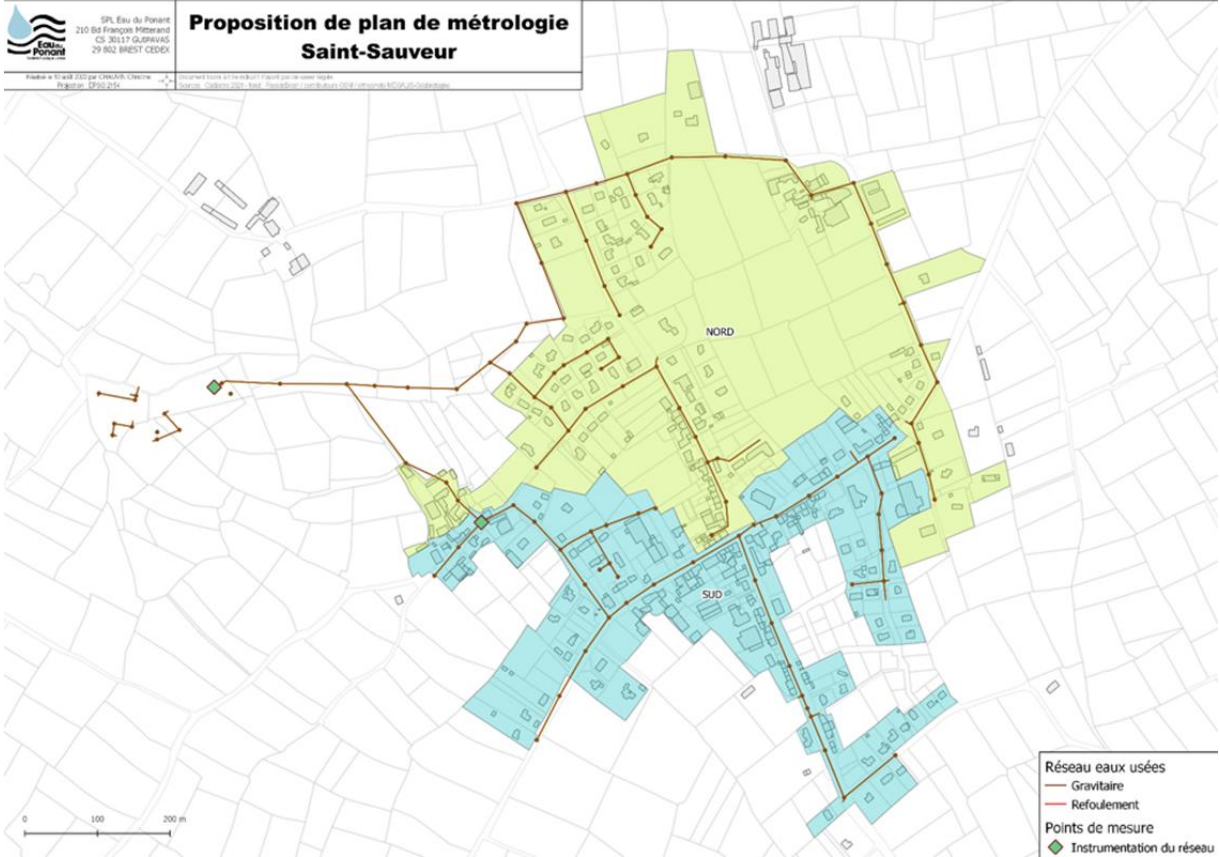 SPL Eau du Ponant
210 Bd François Mitterand
CS 30117 GUIPAVAS
29 802 BREST CEDEX
Eau du
Ponant
Proposition de plan de métrologie
Saint-Sauveur
NORD
SUD
0 100 200 m
Réseau eaux usées
Gravitaire
Refoulement
Points de mesure
Instrumentation du réseau